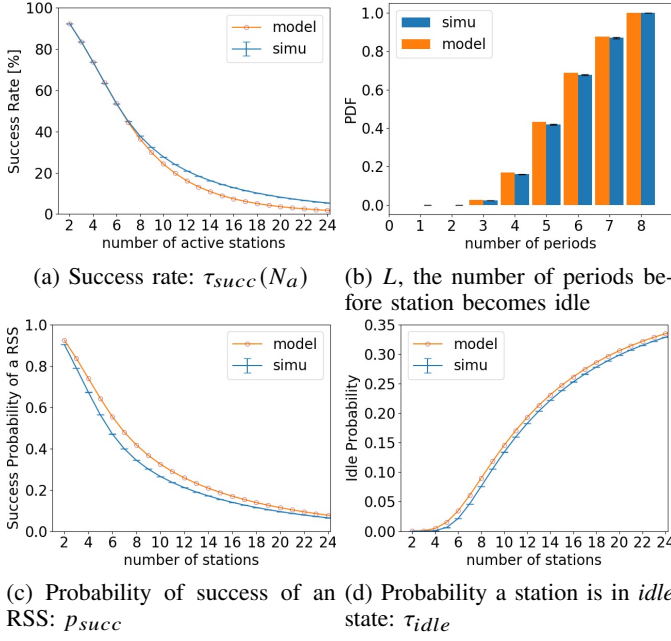 100
80
60
40
20
0
Success Rate [%]
model
simu
2 4 6 8 10 12 14 16 18 20 22 24
number of active stations
(a) Success rate: τsucc(Na)
1.0
0.8
0.6
0.4
0.2
0.0
PDF
simu
model
0 1 2 3 4 5 6 7 8
number of periods
(b) L, the number of periods be-
fore station becomes idle
1.0
0.8
0.6
0.4
0.2
0.0
Success Probability of a RSS
model
simu
2 4 6 8 10 12 14 16 18 20 22 24
number of stations
(c) Probability of success of an
RSS: psucc
0.35
0.30
0.25
0.20
0.15
0.10
0.05
0.00
Idle Probability
model
simu
2 4 6 8 10 12 14 16 18 20 22 24
number of stations
(d) Probability a station is in idle
state: τidle